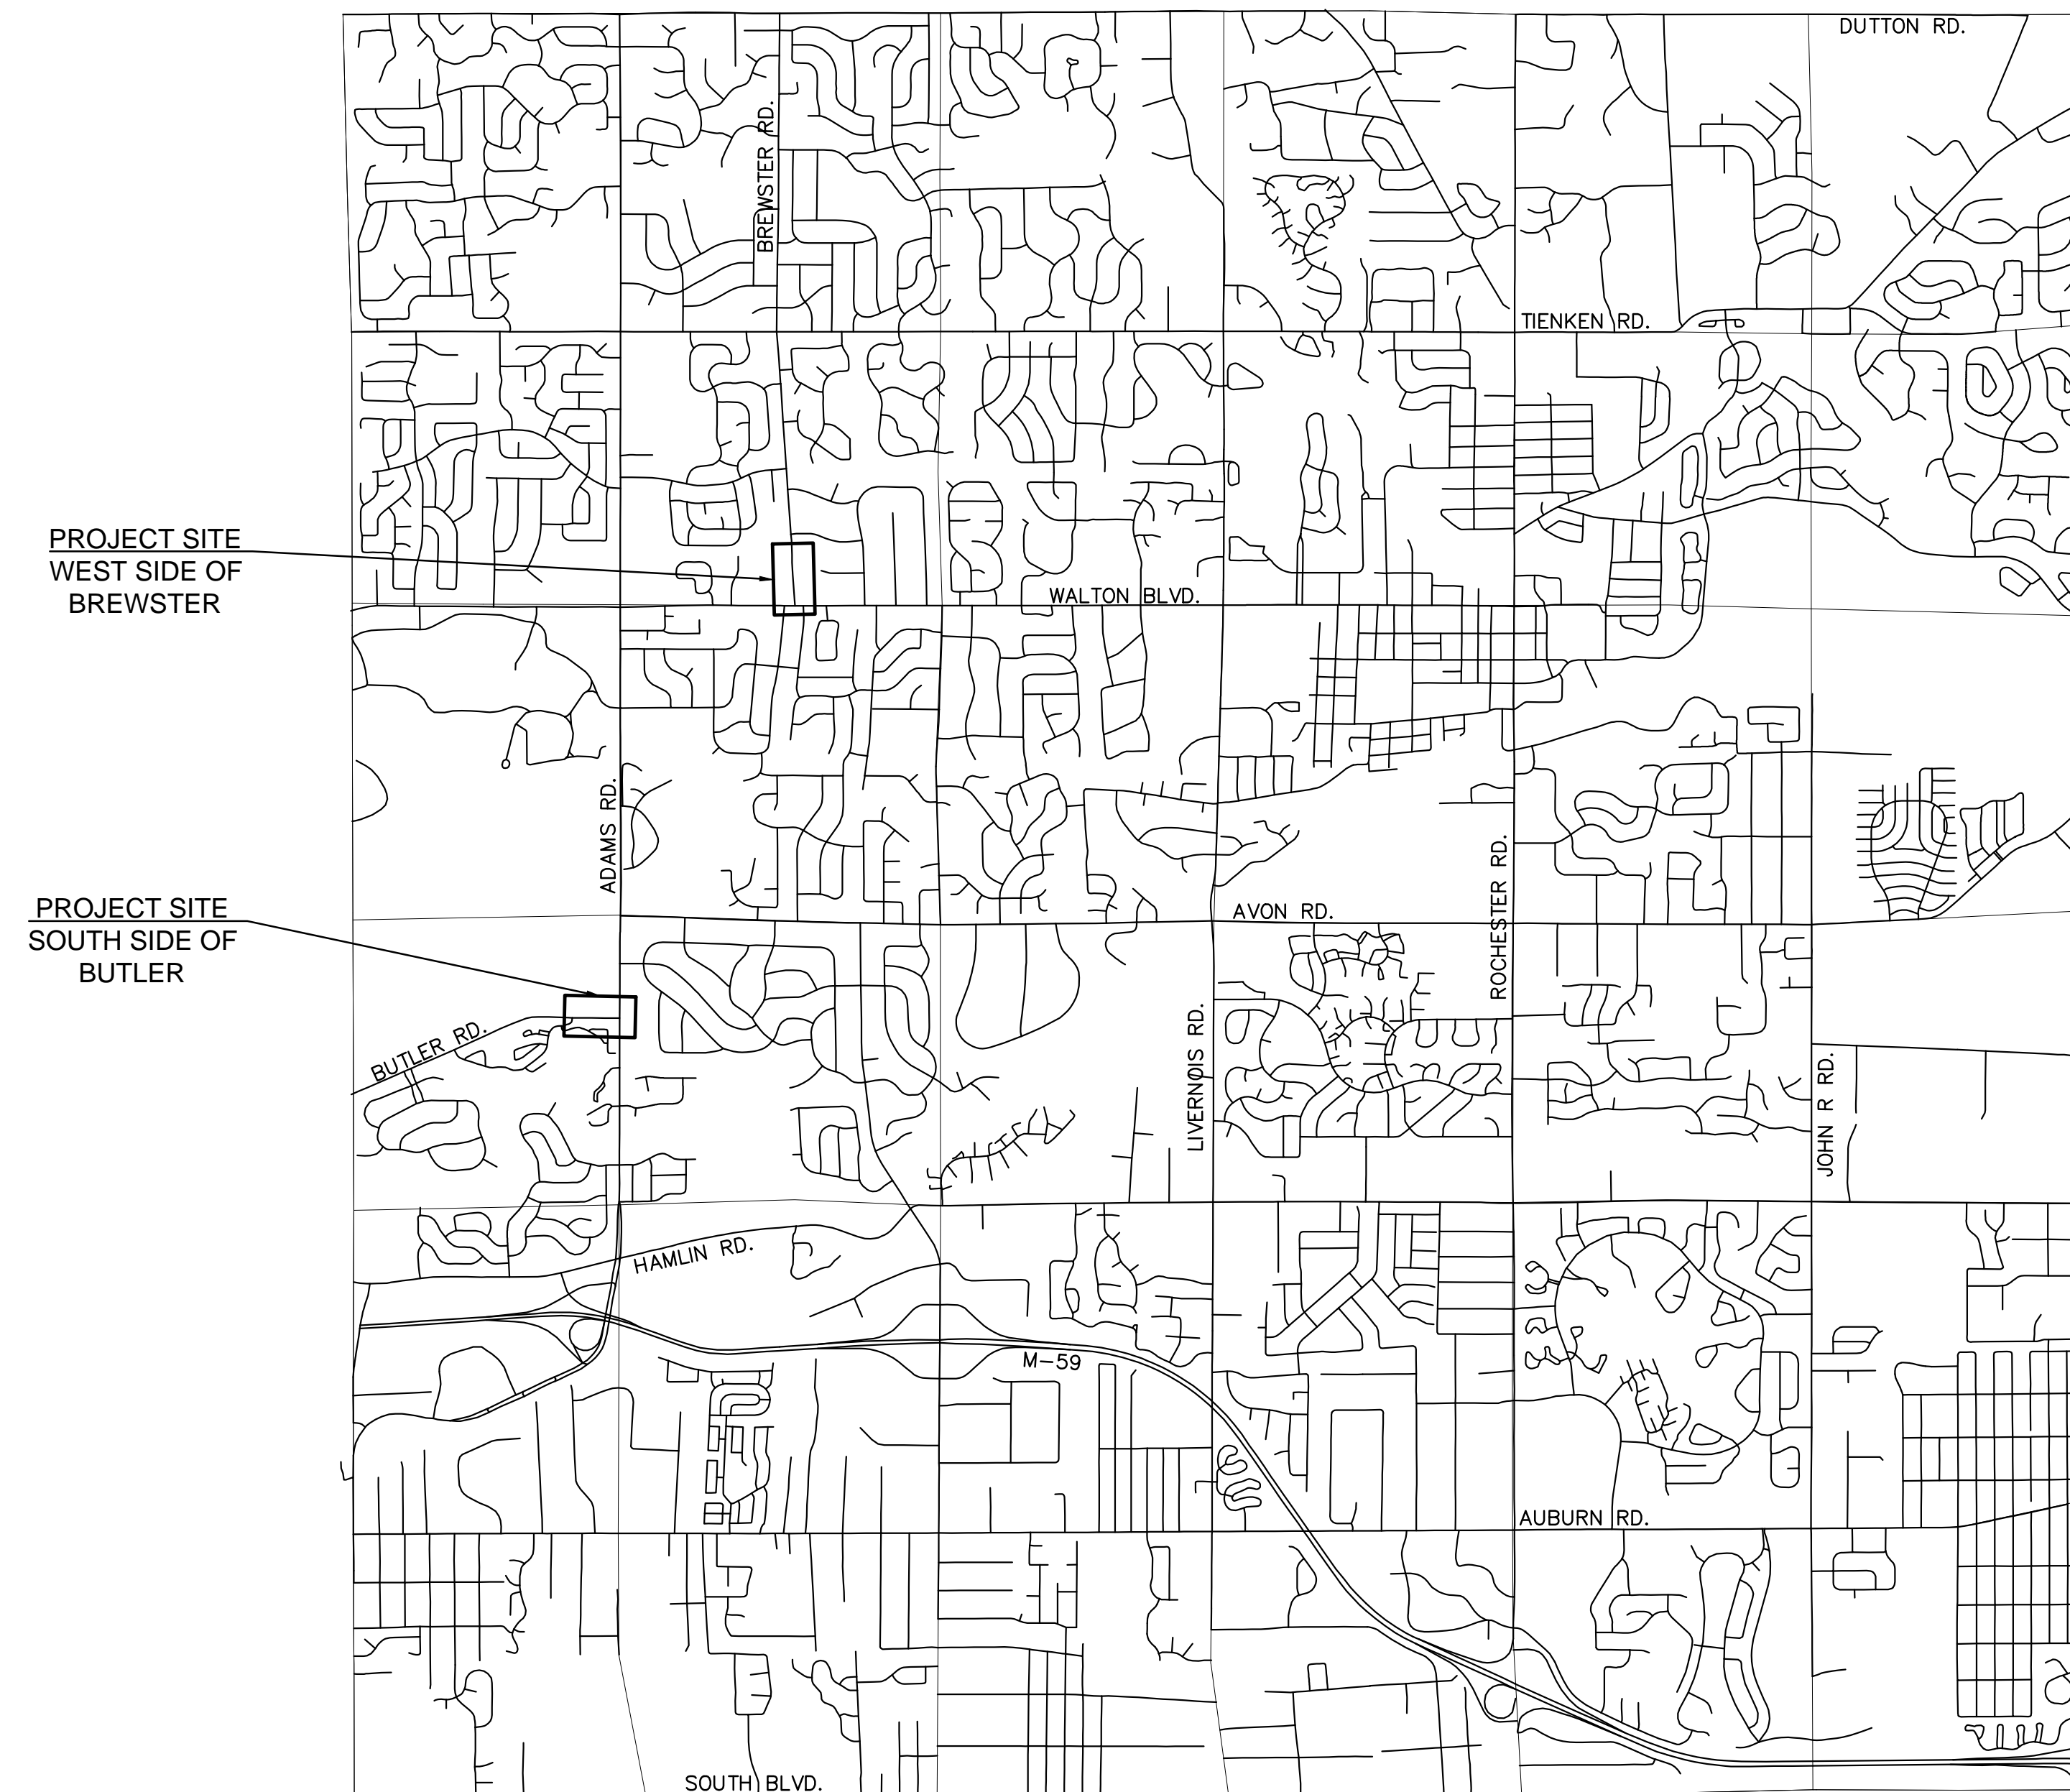 DUTTON RD.
BREWSTER RD.
TIENKEN RD.
PROJECT SITE
WEST SIDE OF
BREWSTER
WALTON BLVD.
ADAMS RD.
ROCHESTER RD.
PROJECT SITE
SOUTH SIDE OF
BUTLER
AVON RD.
BUTLER RD.
LIVERNOIS RD.
JOHN R RD.
HAMLIN RD.
M-59
AUBURN RD.
SOUTH BLVD.